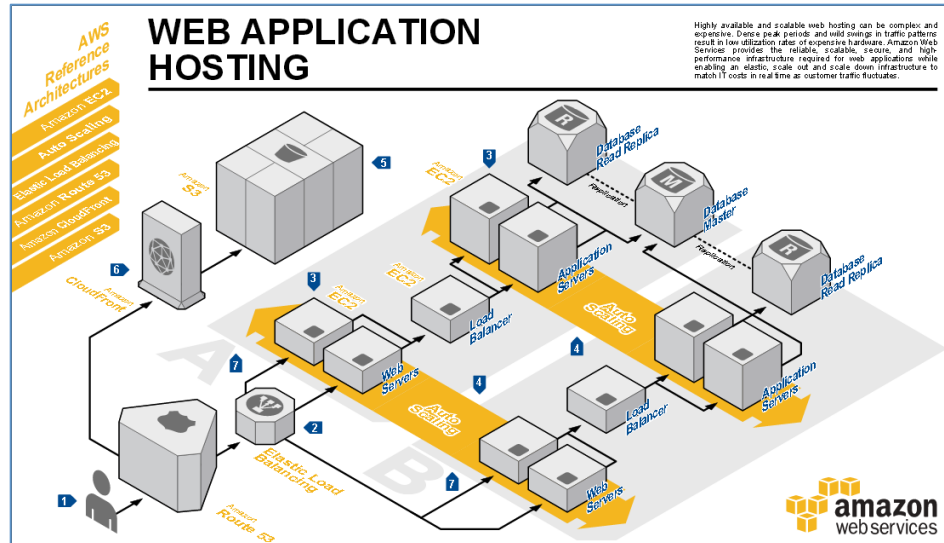 WEB APPLICATION
HOSTING
Highly available and scalable web hosting can be complex and
expensive. Dense peak periods and wild swings in traffic patterns
result in low utilization rates of expensive hardware. Amazon Web
Services provides the reliable, scalable, secure, and high-
performance infrastructure required for web applications while
enabling an elastic, scale out and scale down infrastructure to
match IT costs in real time as customer traffic fluctuates.
AWS
Reference
Architectures
Amazon EC2
Auto Scaling
Elastic Load Balancing
Amazon Route 53
Amazon CloudFront
Amazon S3
Amazon
S3
5
3
Amazon
EC2
R
Database
Read Replica
Replication
M
Database
Master
Replication
R
Database
Read Replica
6
Amazon
CloudFront
3
Amazon
EC2
Amazon
EC2
Load
Balancer
Application
Servers
Auto
Scaling
4
A
7
Web
Servers
4
Application
Servers
2
Auto
Scaling
Load
Balancer
Elastic Load
Balancing
B
7
Web
Servers
1
Amazon
Route 53
amazon
webservices